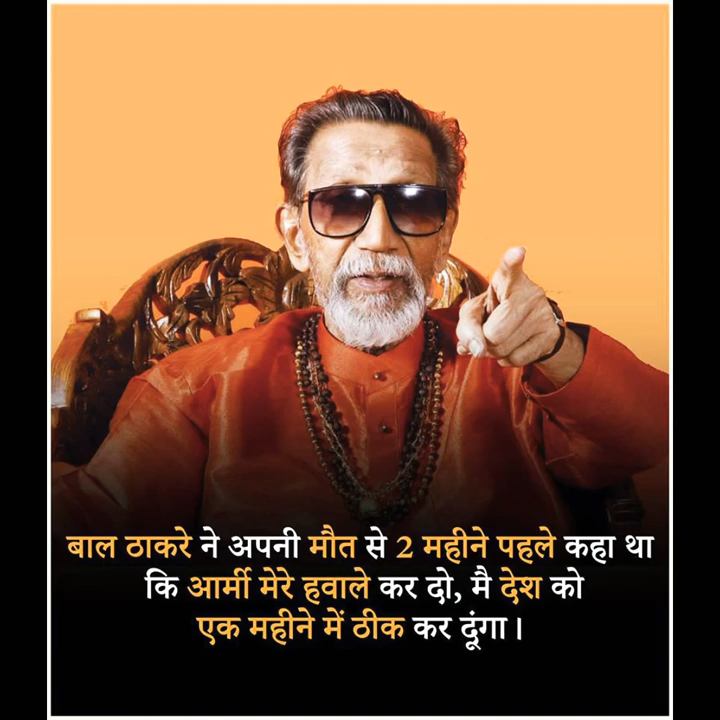 बाल ठाकरे ने अपनी मौत से 2 महीने पहले कहा था
कि आर्मी मेरे हवाले कर दो, मै देश को
एक महीने में ठीक कर दूंगा।